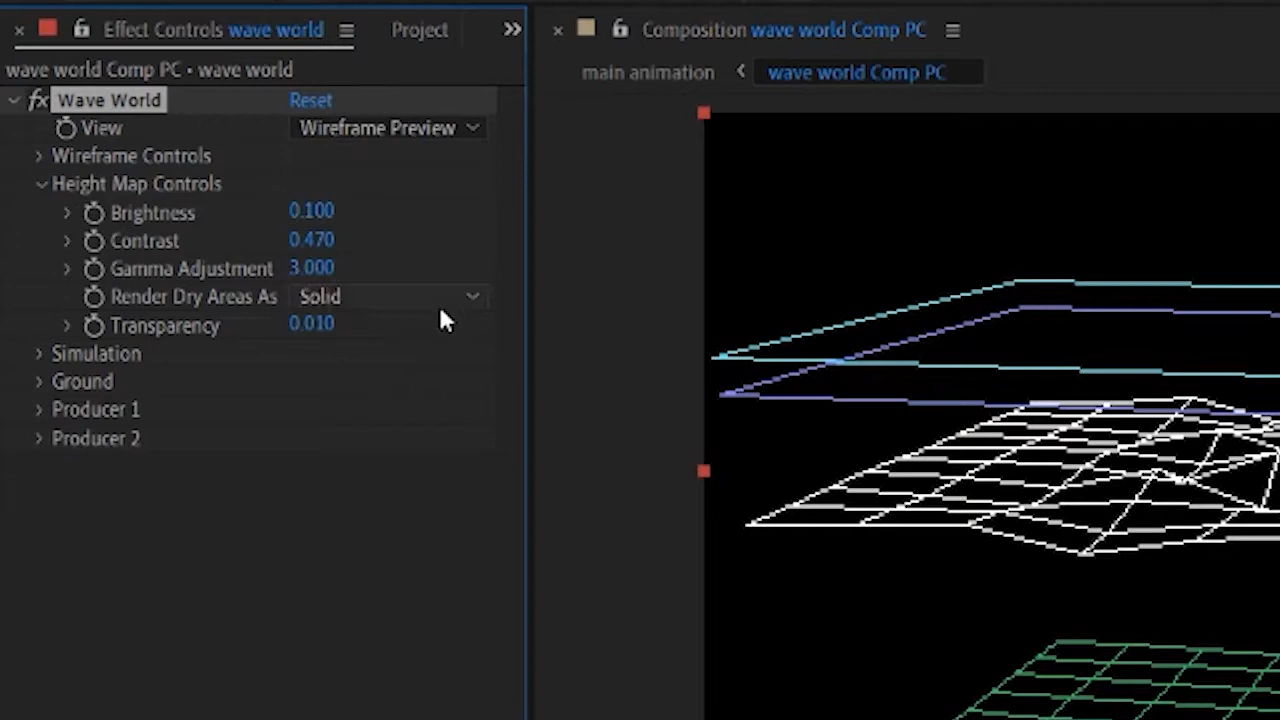 Effect Controls wave world
Project
Composition wave world Comp PC
wave world Comp PC • wave world
main animation
wave world Comp PC
fx Wave World
Reset
View
Wireframe Preview
Wireframe Controls
Height Map Controls
Brightness
0.100
Contrast
0.470
Gamma Adjustment
3.000
Render Dry Areas As
Solid
Transparency
0.010
Simulation
Ground
Producer 1
Producer 2